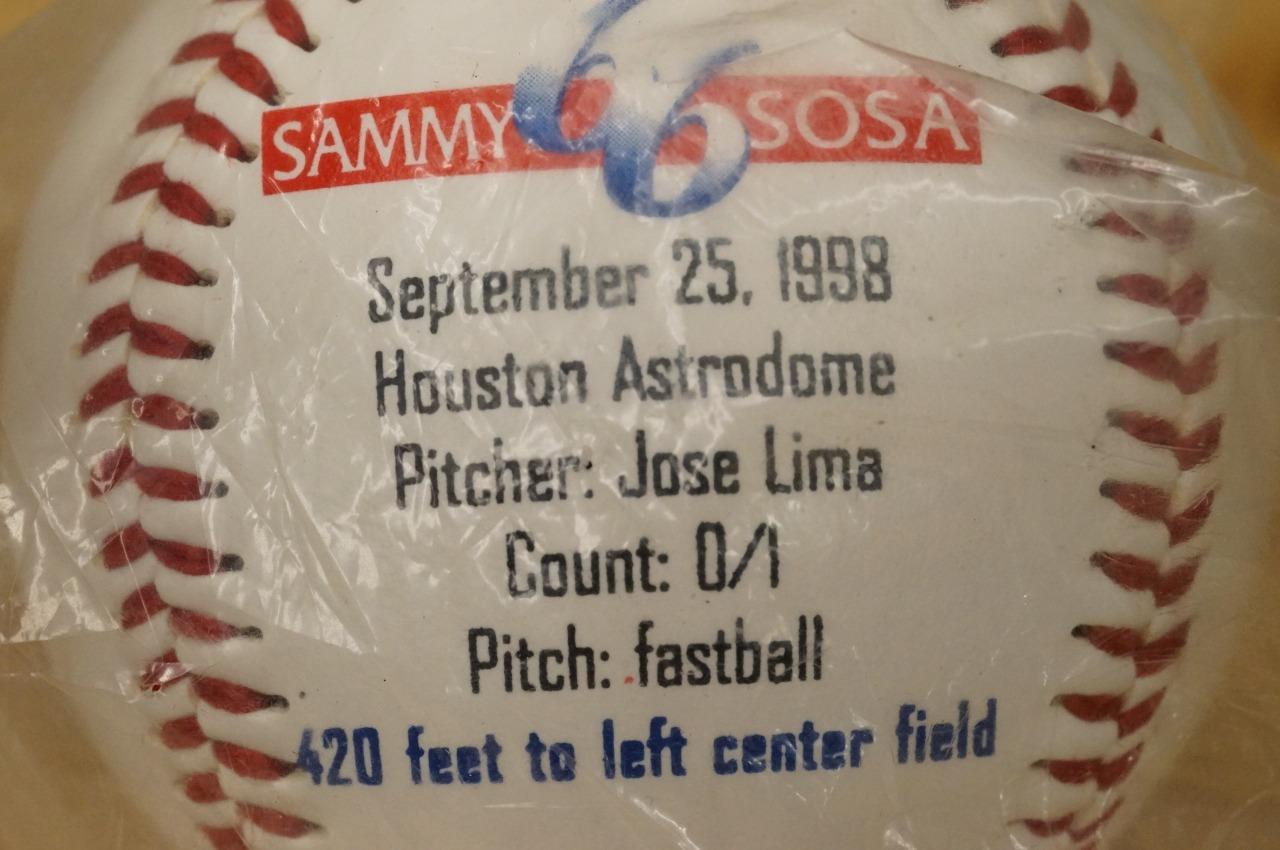 SAMMY 66 SOSA
September 25, 1998
Houston Astrodome
Pitcher: Jose Lima
Count: 0/1
Pitch: fastball
420 feet to left center field